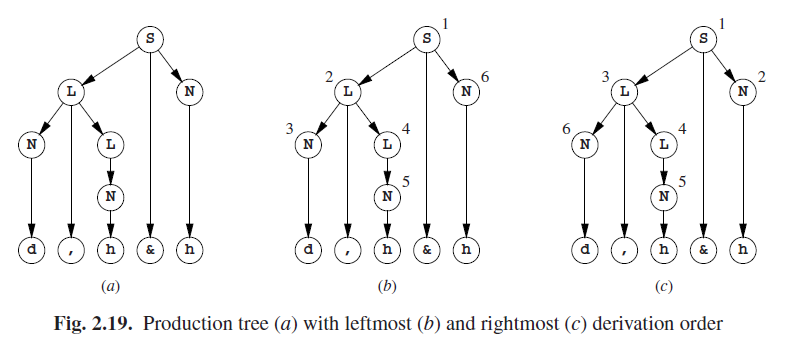 S
L N
N L
N
d , h & h
(a)
1
S
2 6
L N
3 4
N L
5
N
d , h & h
(b)
1
S
3 2
L N
6 4
N L
5
N
d , h & h
(c)
Fig. 2.19. Production tree (a) with leftmost (b) and rightmost (c) derivation order